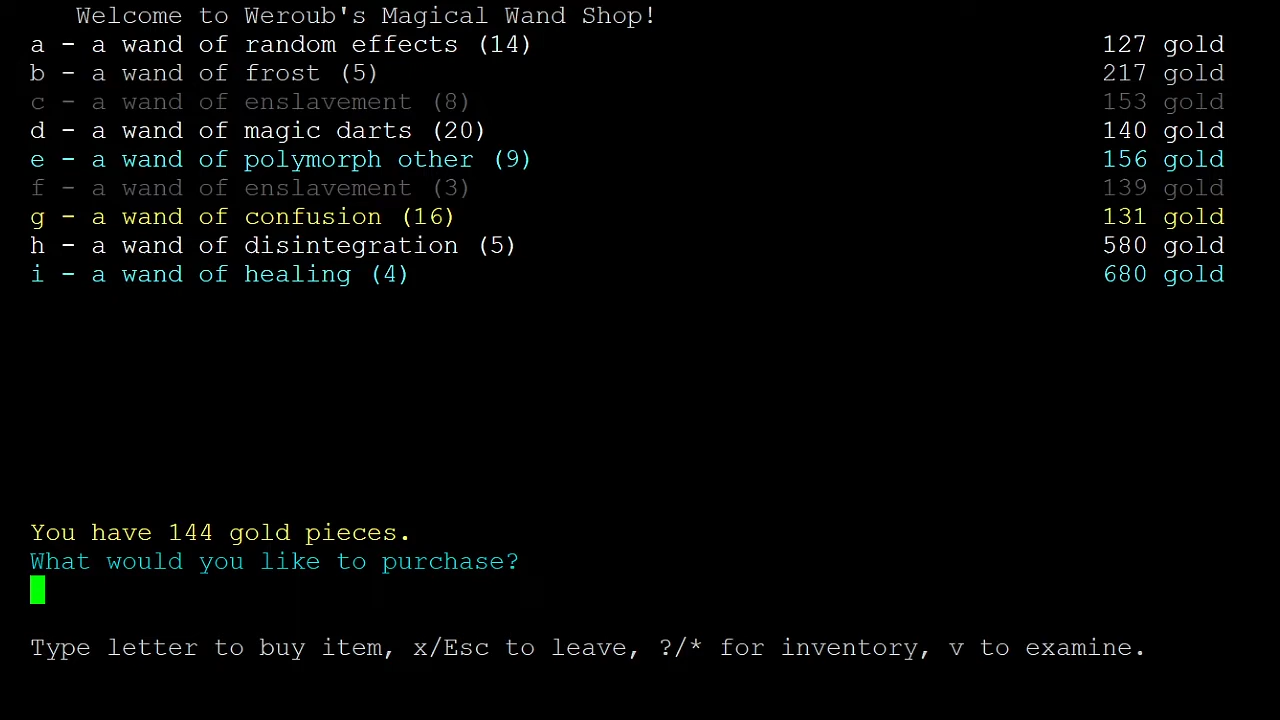 Welcome to Weroub's Magical Wand Shop!
a - a wand of random effects (14) 127 gold
b - a wand of frost (5) 217 gold
c - a wand of enslavement (8) 153 gold
d - a wand of magic darts (20) 140 gold
e - a wand of polymorph other (9) 156 gold
f - a wand of enslavement (3) 139 gold
g - a wand of confusion (16) 131 gold
h - a wand of disintegration (5) 580 gold
i - a wand of healing (4) 680 gold
You have 144 gold pieces.
What would you like to purchase?
Type letter to buy item, x/Esc to leave, ?/* for inventory, v to examine.